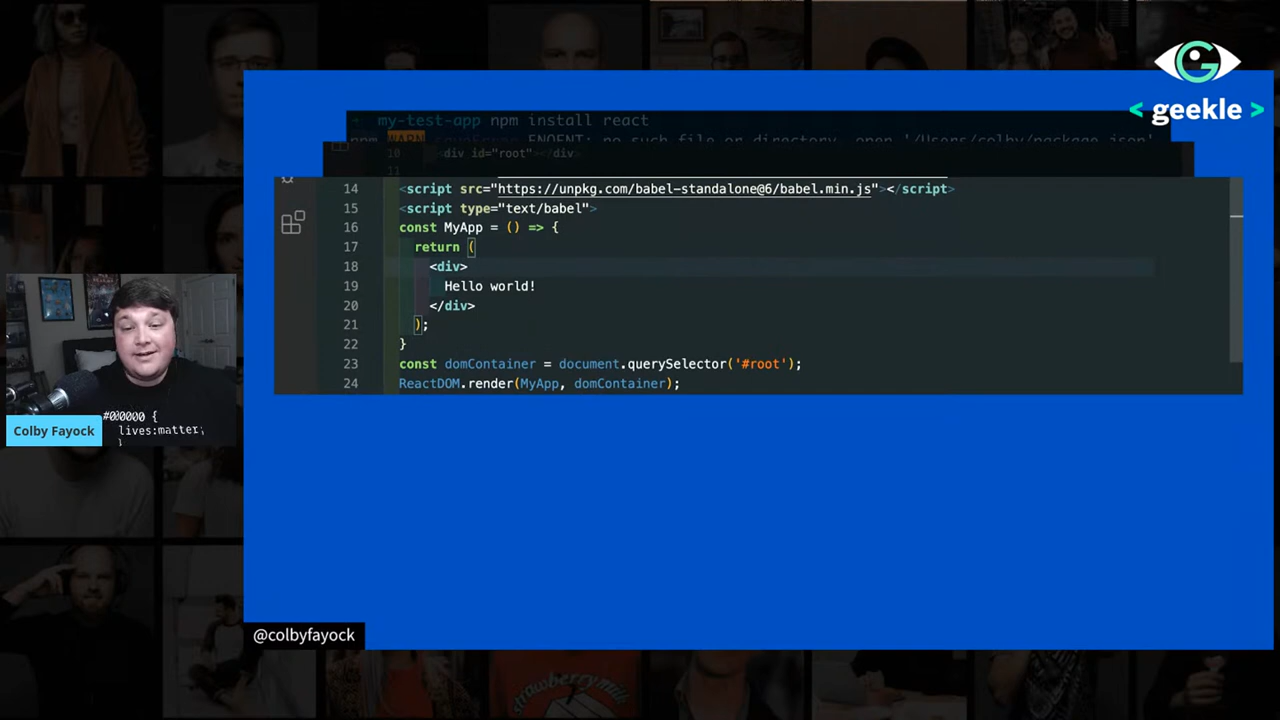 geekle
my-test-app npm install react
npm WARN saveError ENOENT: no such file or directory, open '/Users/colby/package.json'
10 <div id="root"></div>
11
14 <script src="https://unpkg.com/babel-standalone@6/babel.min.js"></script>
15 <script type="text/babel">
16 const MyApp = () => {
17 return (
18 <div>
19 Hello world!
20 </div>
21 );
22 }
23 const domContainer = document.querySelector('#root');
24 ReactDOM.render(MyApp, domContainer);
#000000 {
lives:matter;
}
Colby Fayock
@colbyfayock